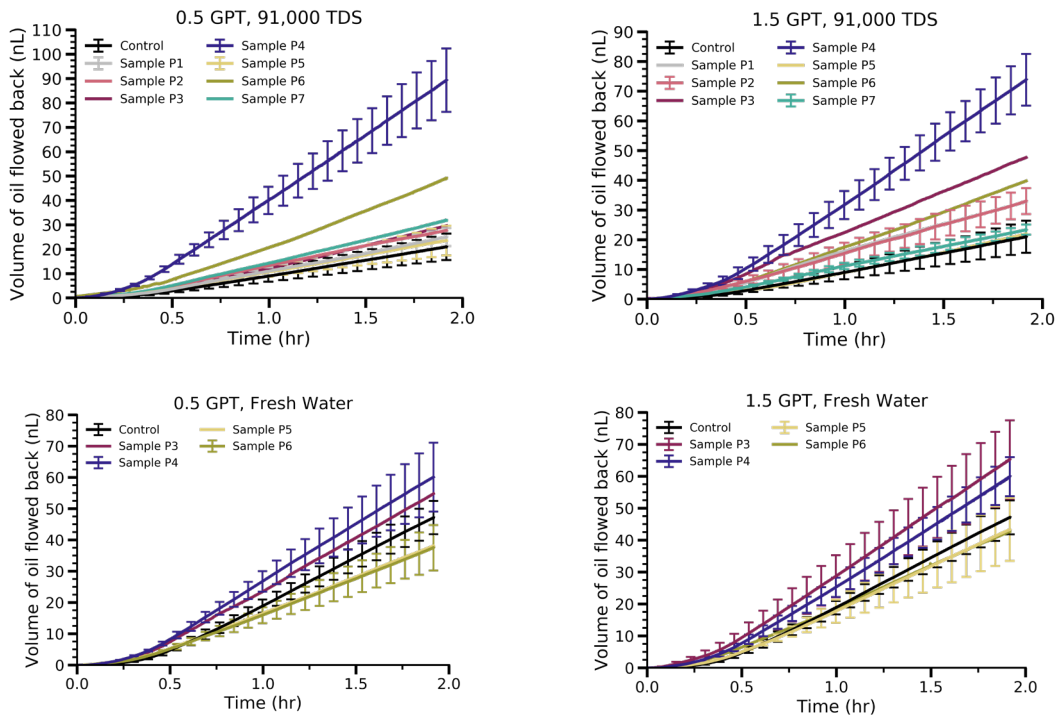 0.5 GPT, 91,000 TDS
Volume of oil flowed back (nL)
110
100
90
80
70
60
50
40
30
20
10
0
Control
Sample P1
Sample P2
Sample P3
Sample P4
Sample P5
Sample P6
Sample P7
0.0 0.5 1.0 1.5 2.0
Time (hr)
1.5 GPT, 91,000 TDS
Volume of oil flowed back (nL)
90
80
70
60
50
40
30
20
10
0
Control
Sample P1
Sample P2
Sample P3
Sample P4
Sample P5
Sample P6
Sample P7
0.0 0.5 1.0 1.5 2.0
Time (hr)
0.5 GPT, Fresh Water
Volume of oil flowed back (nL)
80
70
60
50
40
30
20
10
0
Control
Sample P3
Sample P4
Sample P5
Sample P6
0.0 0.5 1.0 1.5 2.0
Time (hr)
1.5 GPT, Fresh Water
Volume of oil flowed back (nL)
80
70
60
50
40
30
20
10
0
Control
Sample P3
Sample P4
Sample P5
Sample P6
0.0 0.5 1.0 1.5 2.0
Time (hr)